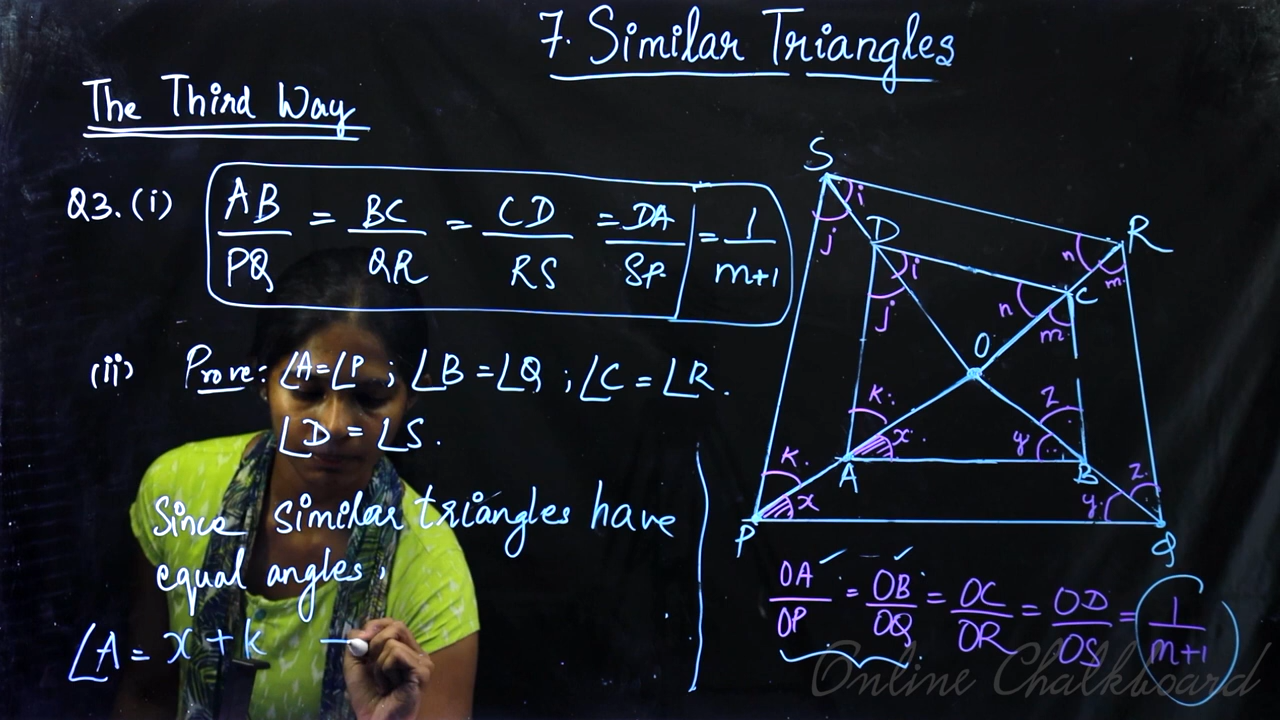 7. Similar Triangles
The Third Way
Q3. (i) AB/PQ = BC/QR = CD/RS = DA/SP = 1/m+1
(ii) Prove: ∠A=∠P ; ∠B=∠Q ; ∠C=∠R.
∠D = ∠S.
Since similar triangles have
equal angles,
∠A = x + k —
S
i
j
D
R
n
m
i
j
C
n
m
O
K
x
z
y
A
B
K
x
z
y
P
Q
OA/OP = OB/OQ = OC/OR = OD/OS = 1/m+1
Online Chalkboard